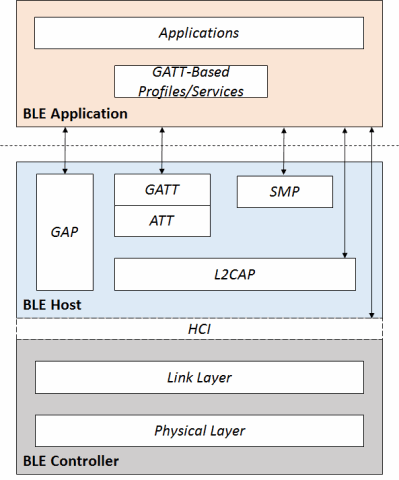 Applications
GATT-Based
Profiles/Services
BLE Application
GAP
GATT
ATT
SMP
L2CAP
BLE Host
HCI
Link Layer
Physical Layer
BLE Controller